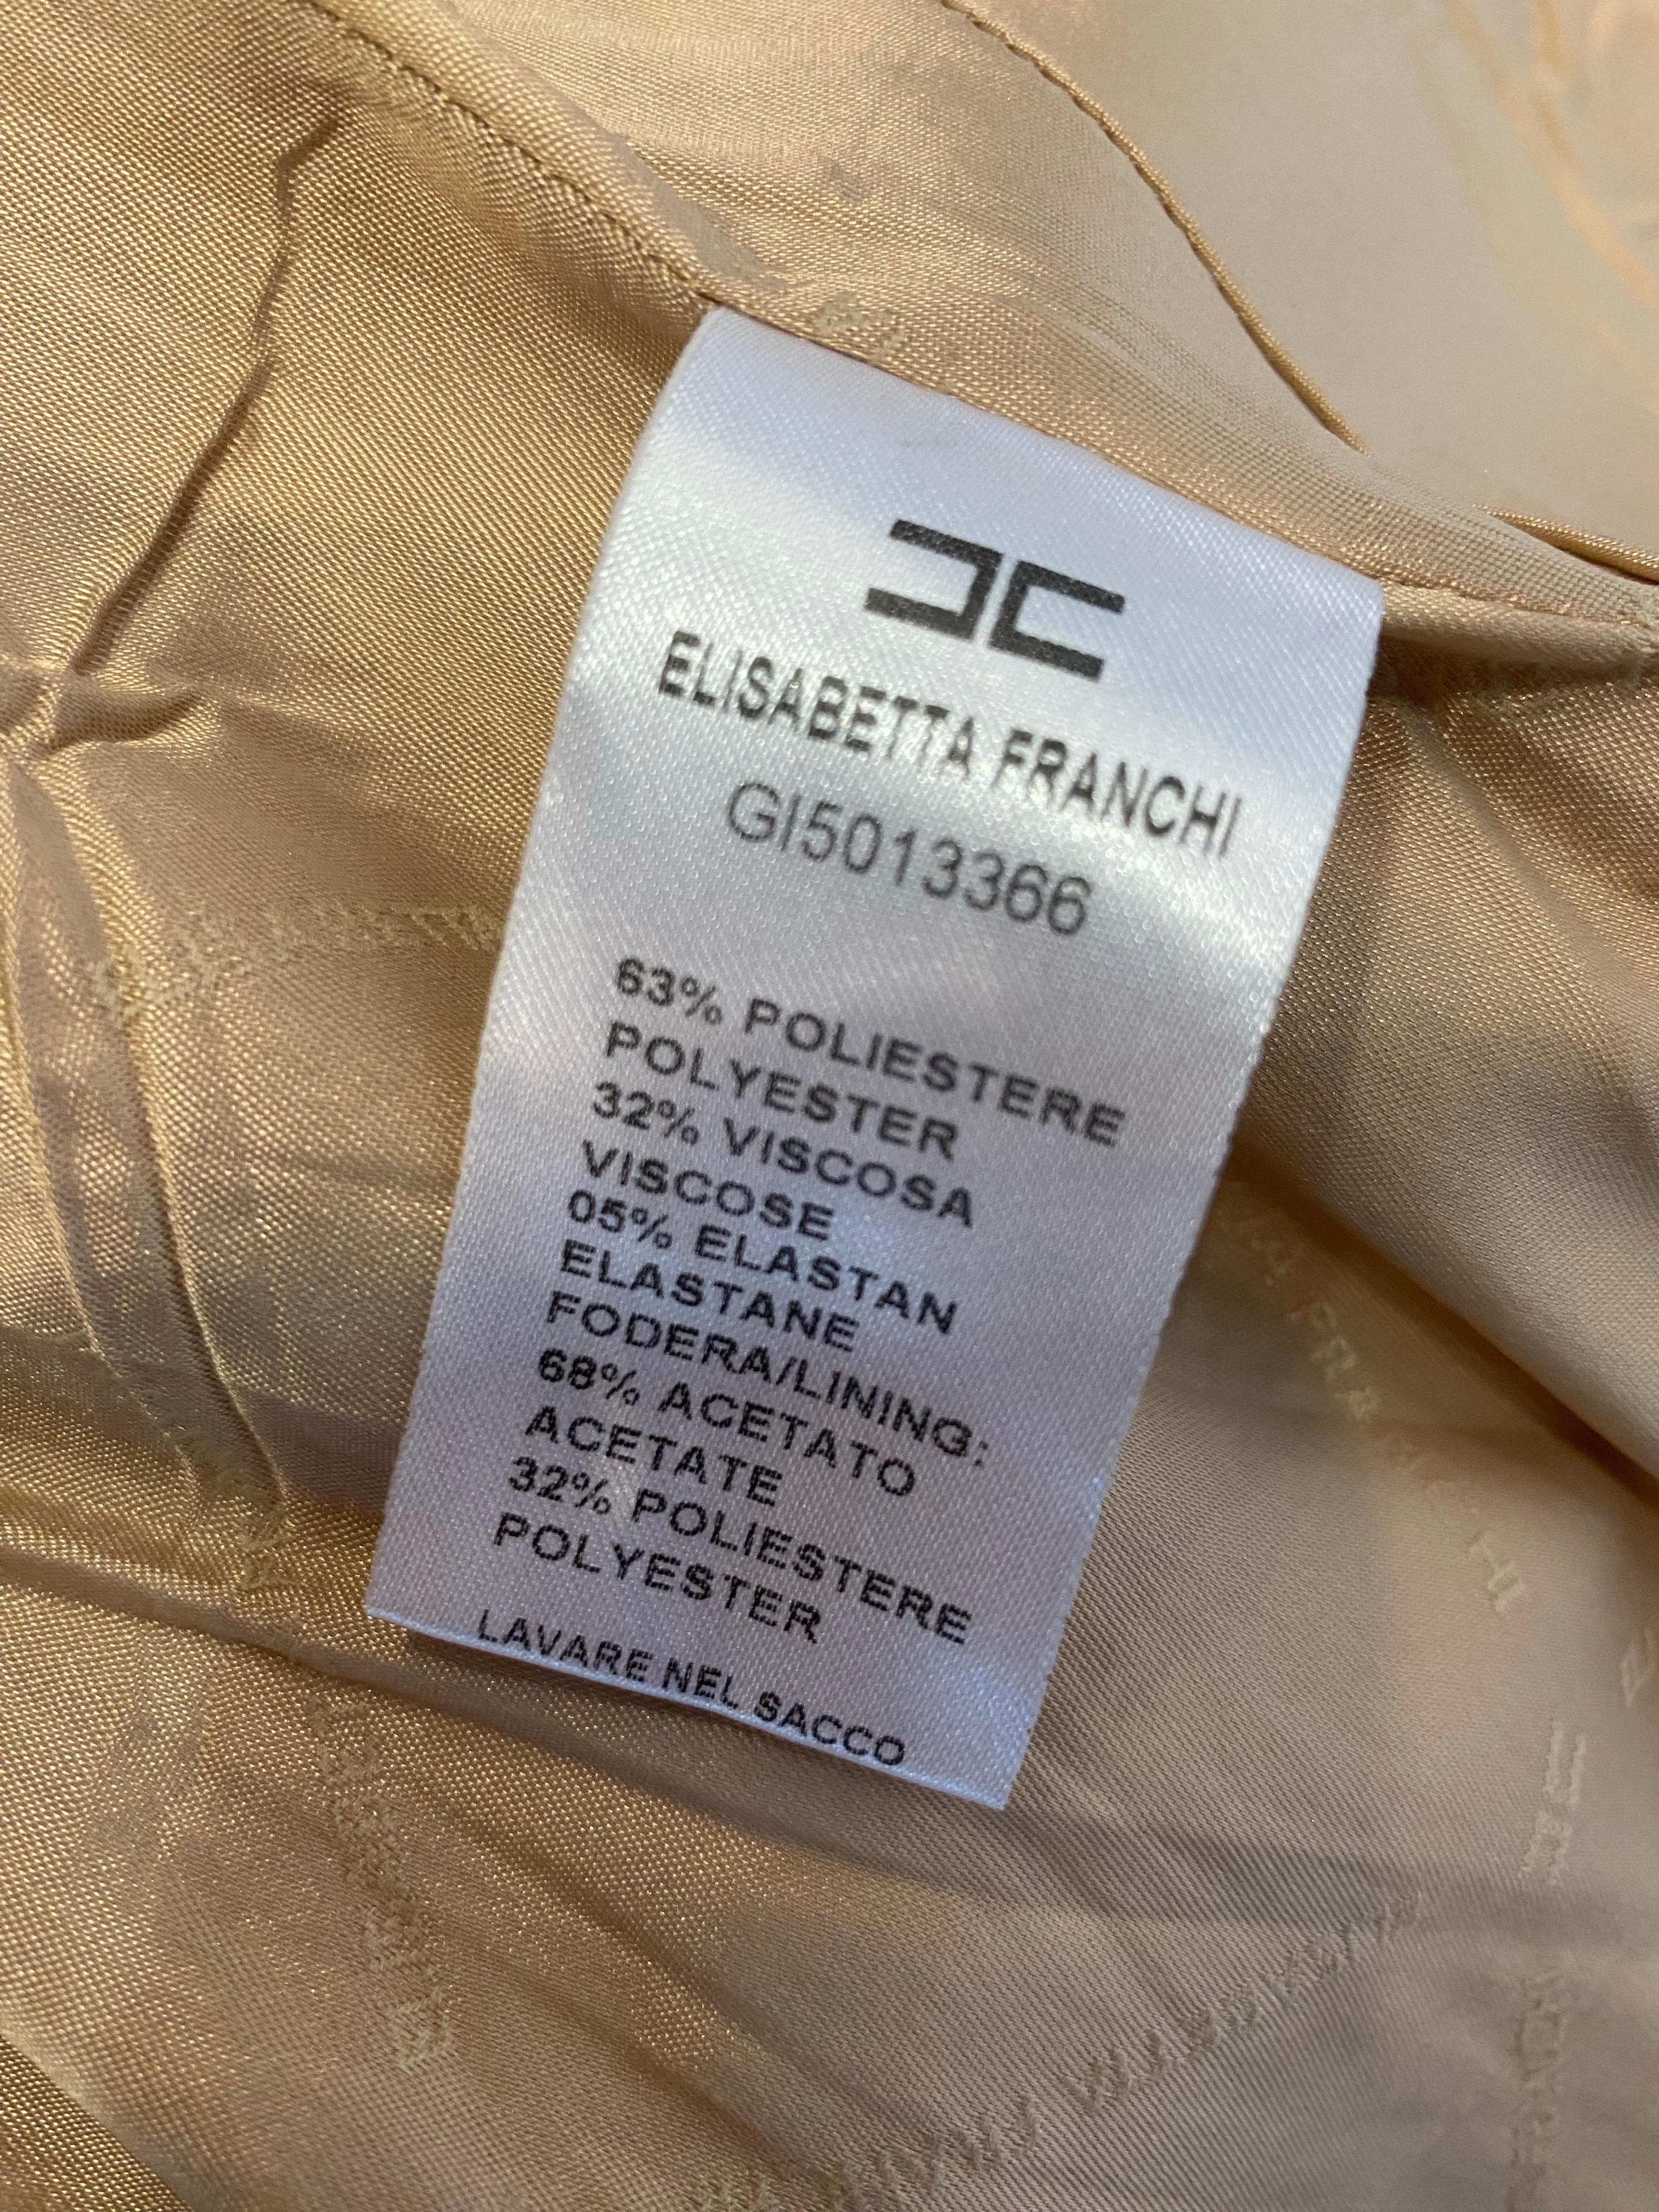 ELISABETTA FRANCHI
GI5013366
63% POLIESTERE
POLYESTER
32% VISCOSA
VISCOSE
05% ELASTAN
ELASTANE
FODERA/LINING:
68% ACETATO
ACETATE
32% POLIESTERE
POLYESTER
LAVARE NEL SACCO
FRANCHI